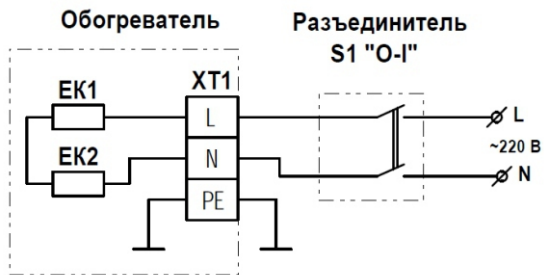 Обогреватель
Разъединитель
S1 "O-I"
EK1
XT1
L
L
~220 В
EK2
N
N
PE